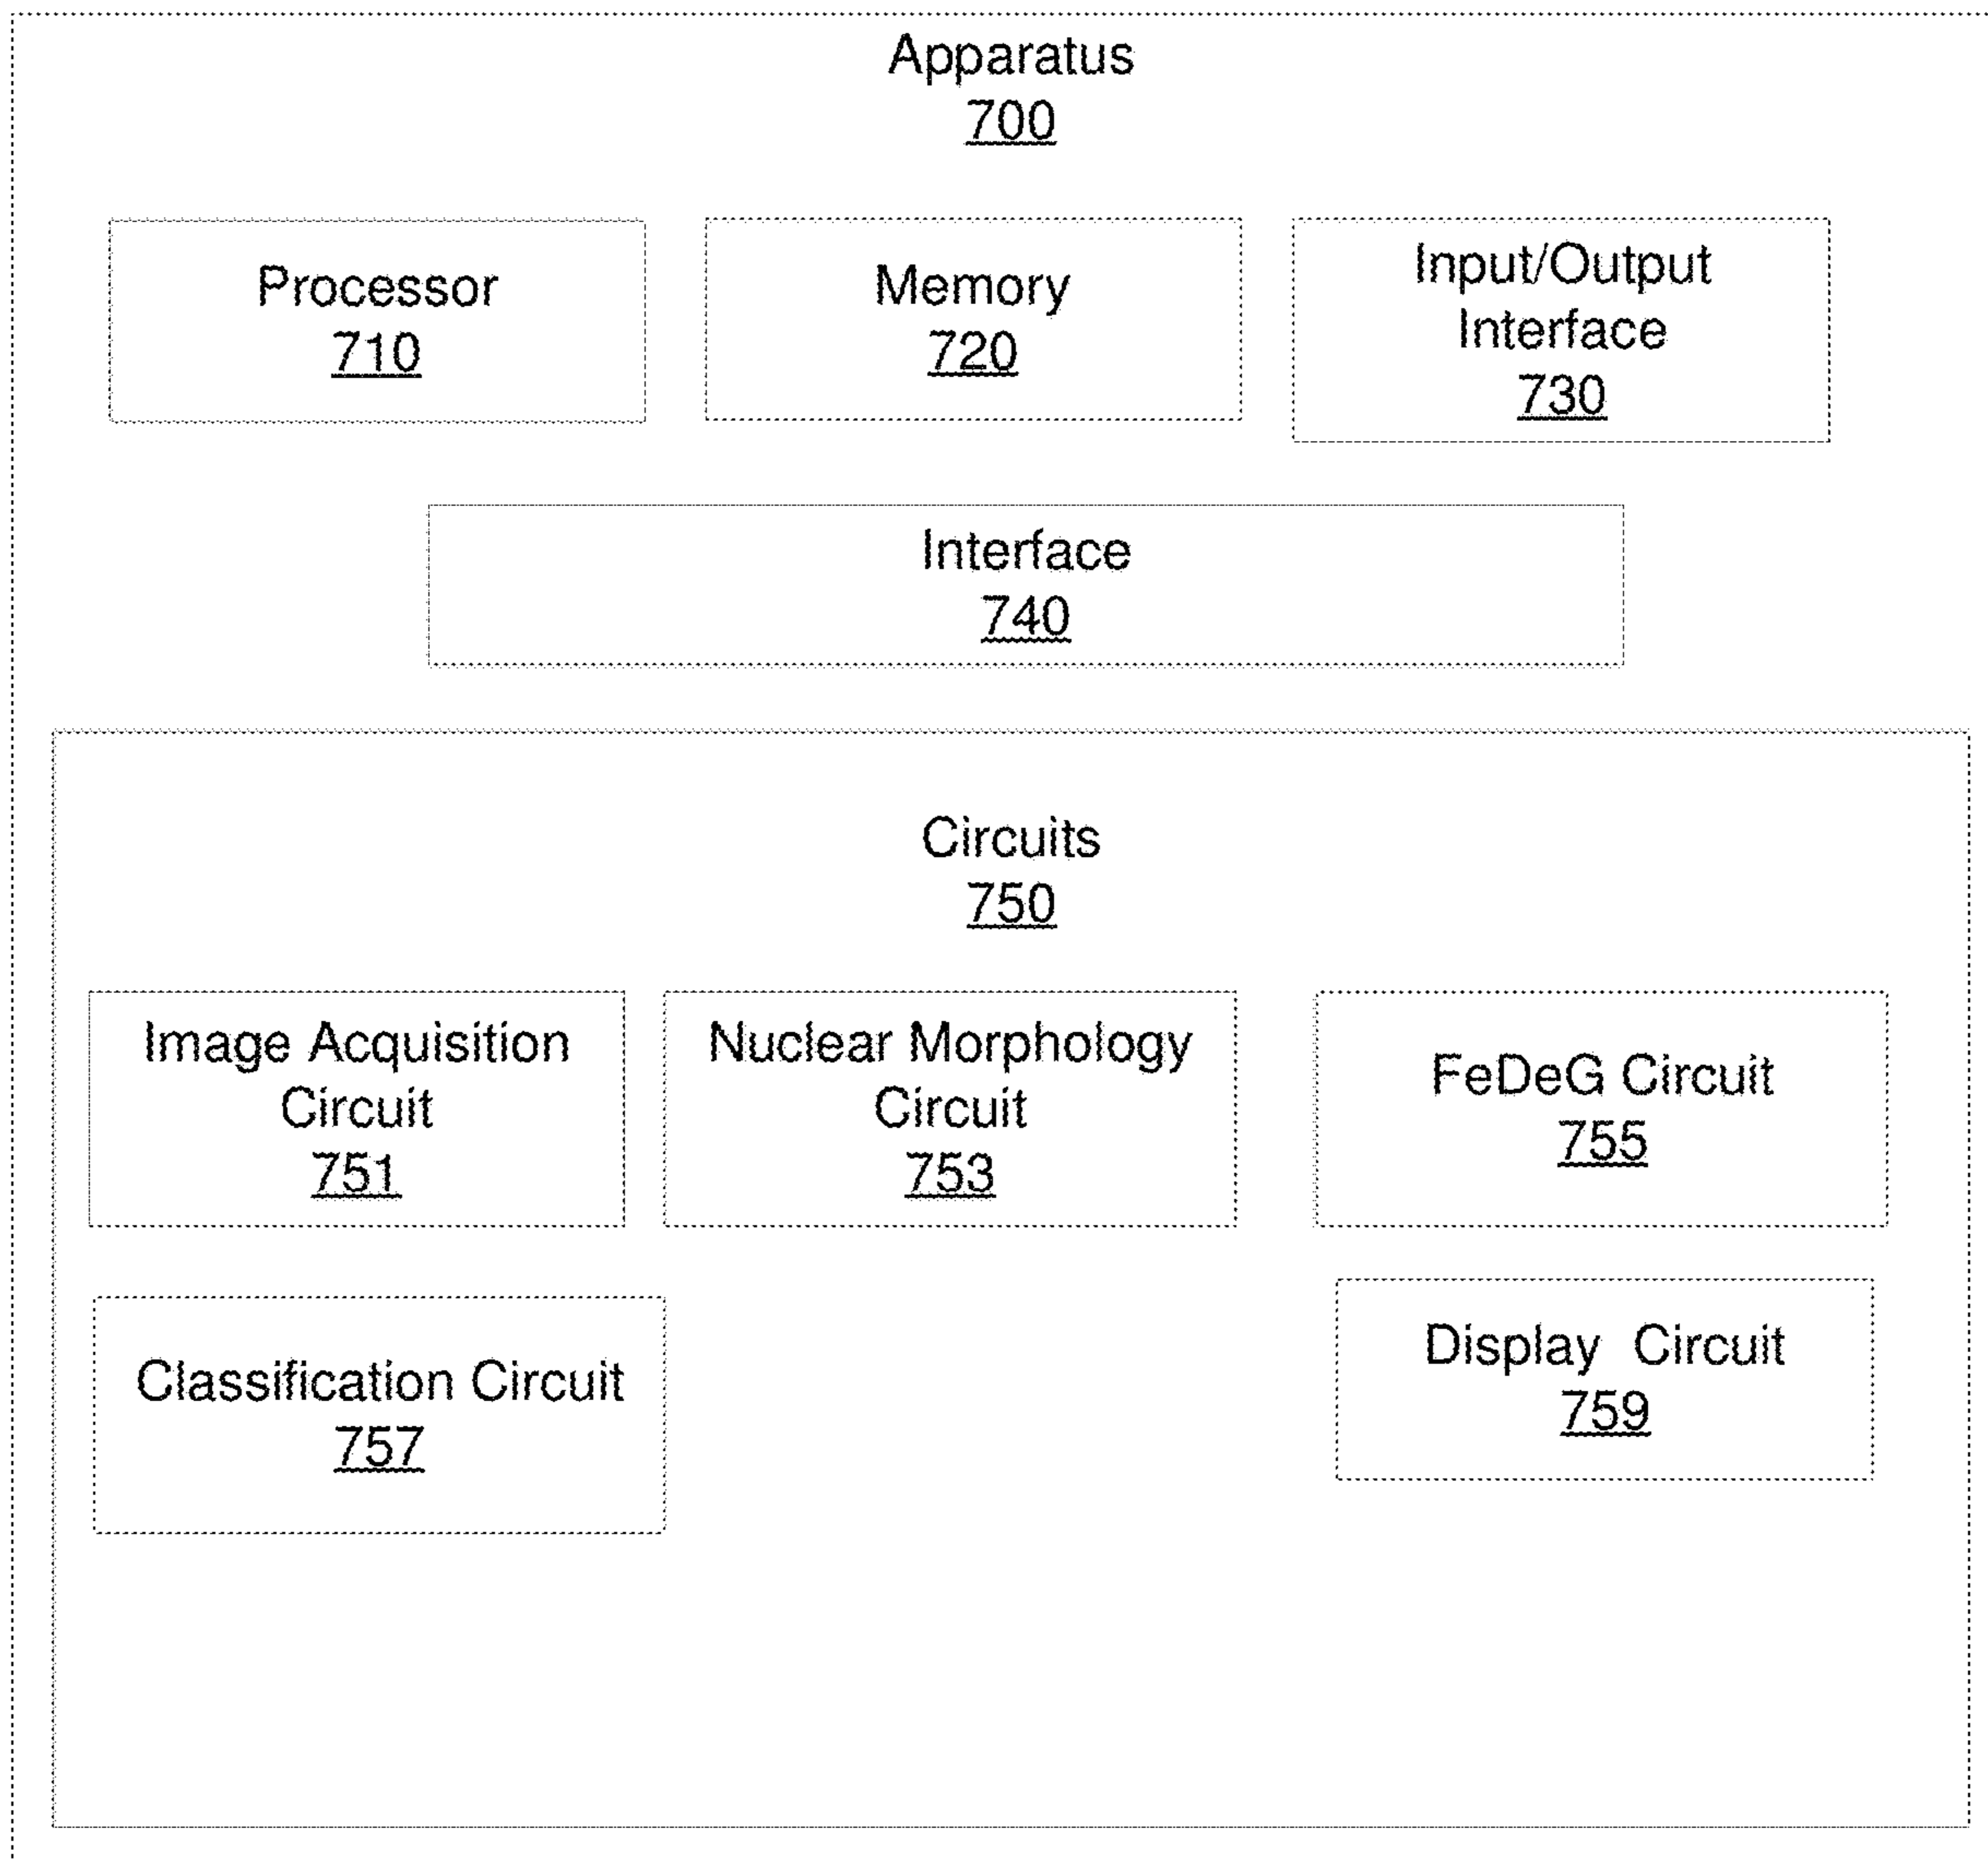 Apparatus
700
Processor
710
Memory
720
Input/Output
Interface
730
Interface
740
Circuits
750
Image Acquisition
Circuit
751
Nuclear Morphology
Circuit
753
FeDeG Circuit
755
Classification Circuit
757
Display Circuit
759